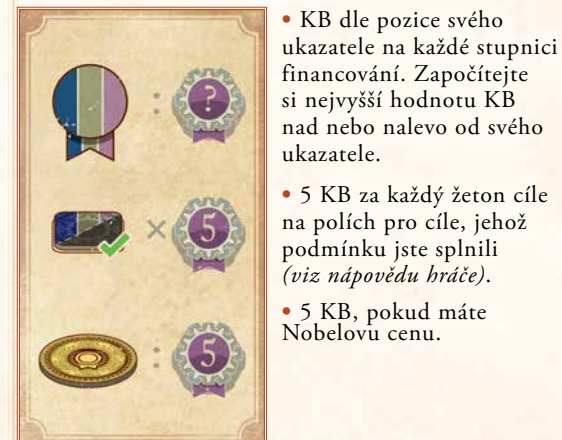 : ?
× 5
: 5
• KB dle pozice svého
ukazatele na každé stupnici
financování. Započítejte
si nejvyšší hodnotu KB
nad nebo nalevo od svého
ukazatele.
• 5 KB za každý žeton cíle
na polích pro cíle, jehož
podmínku jste splnili
(viz nápovědu hráče).
• 5 KB, pokud máte
Nobelovu cenu.